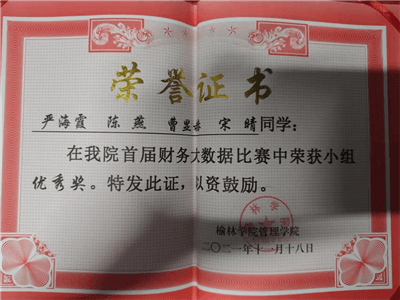 荣誉证书
严海霞 陈燕 曹 宋晴同学:
在我院首届财务大数据比赛中荣获小组
优秀奖。特发此证,以资鼓励。
榆林学院管理学院
二〇二一年十一月十八日